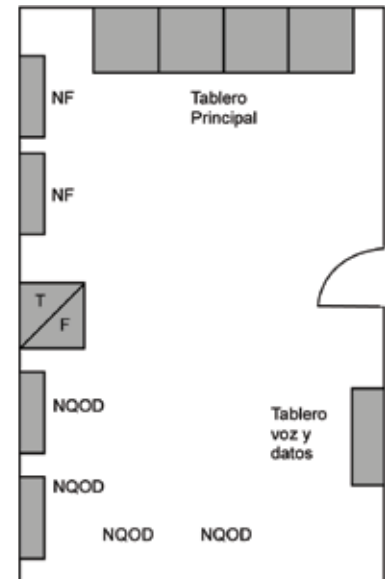 Tablero
Principal
NF
NF
T
F
NQOD
Tablero
voz y
datos
NQOD
NQOD NQOD